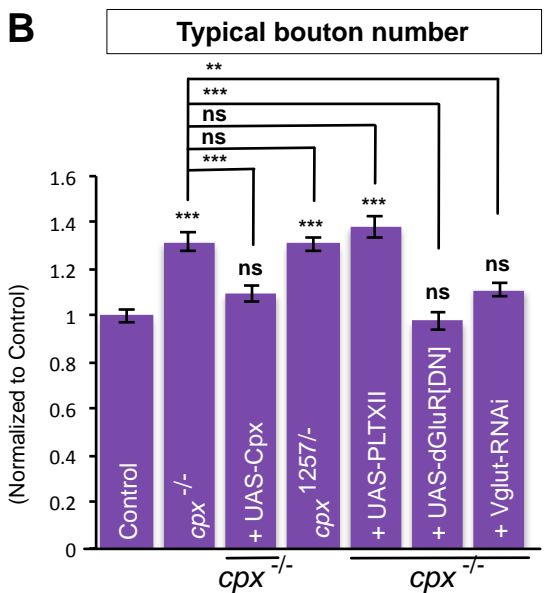 B
Typical bouton number
**
***
ns
ns
***
1.6
1.4
1.2
1
0.8
0.6
0.4
0.2
0
(Normalized to Control)
***
ns
***
***
ns
ns
Control
cpx -/-
+ UAS-Cpx
cpx 1257/-
+ UAS-PLTXII
+ UAS-dGluR[DN]
+ Vglut-RNAi
cpx -/-
cpx -/-